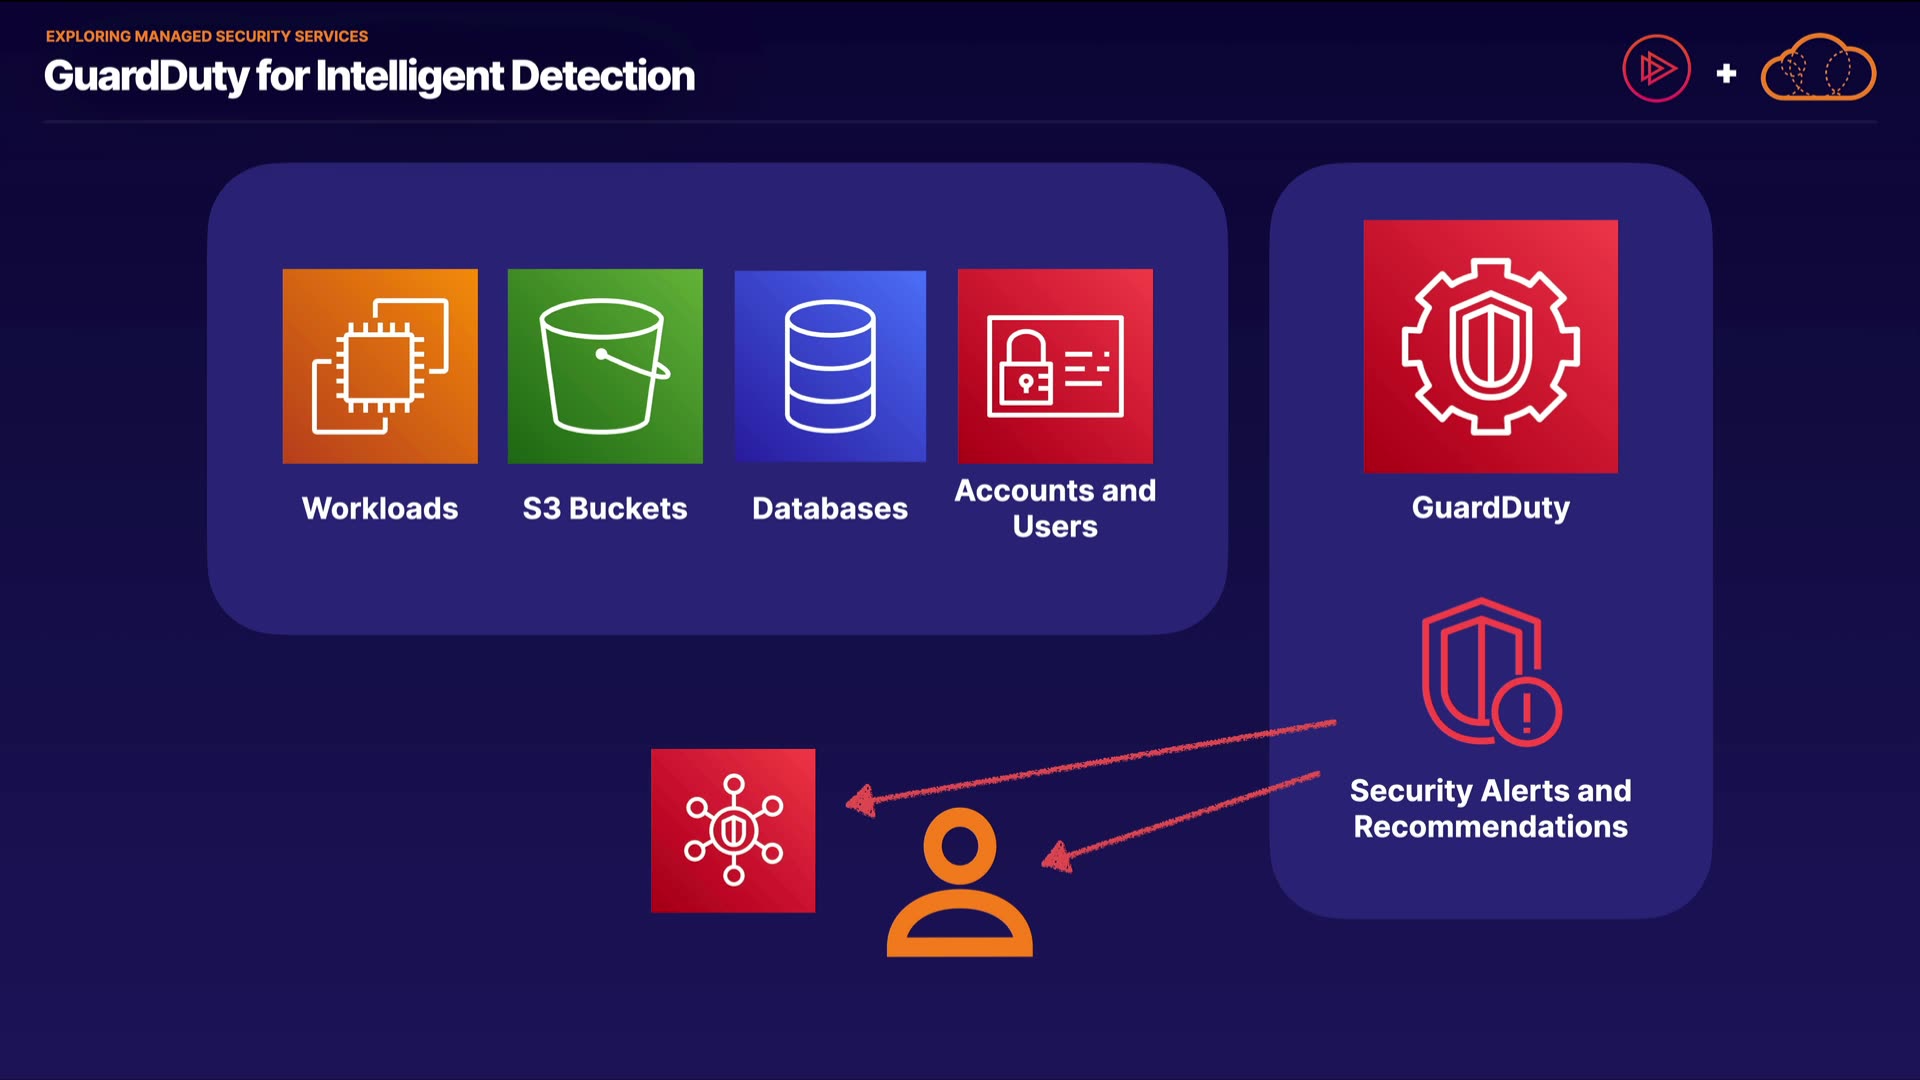 EXPLORING MANAGED SECURITY SERVICES
GuardDuty for Intelligent Detection
Workloads
S3 Buckets
Databases
Accounts and
Users
GuardDuty
Security Alerts and
Recommendations